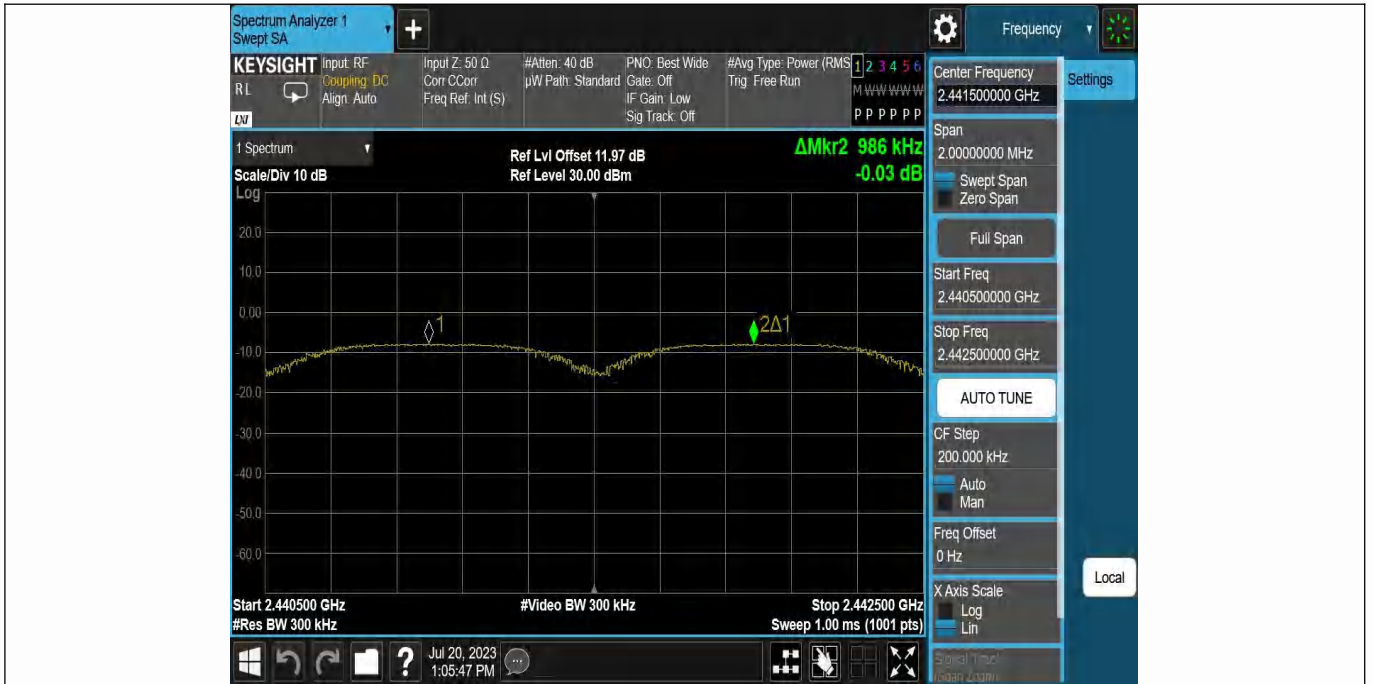 Spectrum Analyzer 1
Swept SA
+
Frequency
KEYSIGHT
RL
LXI
Input: RF
Coupling: DC
Align: Auto
Input Z: 50 Ω
Corr CCorr
Freq Ref: Int (S)
#Atten: 40 dB
µW Path: Standard
PNO: Best Wide
Gate: Off
IF Gain: Low
Sig Track: Off
#Avg Type: Power (RMS
Trig: Free Run
1 2 3 4 5 6
M W W W W W
P P P P P P
1 Spectrum
Scale/Div 10 dB
Log
Ref Lvl Offset 11.97 dB
Ref Level 30.00 dBm
ΔMkr2 986 kHz
-0.03 dB
20.0
10.0
0.00
-10.0
-20.0
-30.0
-40.0
-50.0
-60.0
1
2Δ1
Start 2.440500 GHz
#Res BW 300 kHz
#Video BW 300 kHz
Stop 2.442500 GHz
Sweep 1.00 ms (1001 pts)
Center Frequency
2.441500000 GHz
Settings
Span
2.00000000 MHz
Swept Span
Zero Span
Full Span
Start Freq
2.440500000 GHz
Stop Freq
2.442500000 GHz
AUTO TUNE
CF Step
200.000 kHz
Auto
Man
Freq Offset
0 Hz
X Axis Scale
Log
Lin
Local
Signal Track
(Span Zoom)
?
Jul 20, 2023
1:05:47 PM